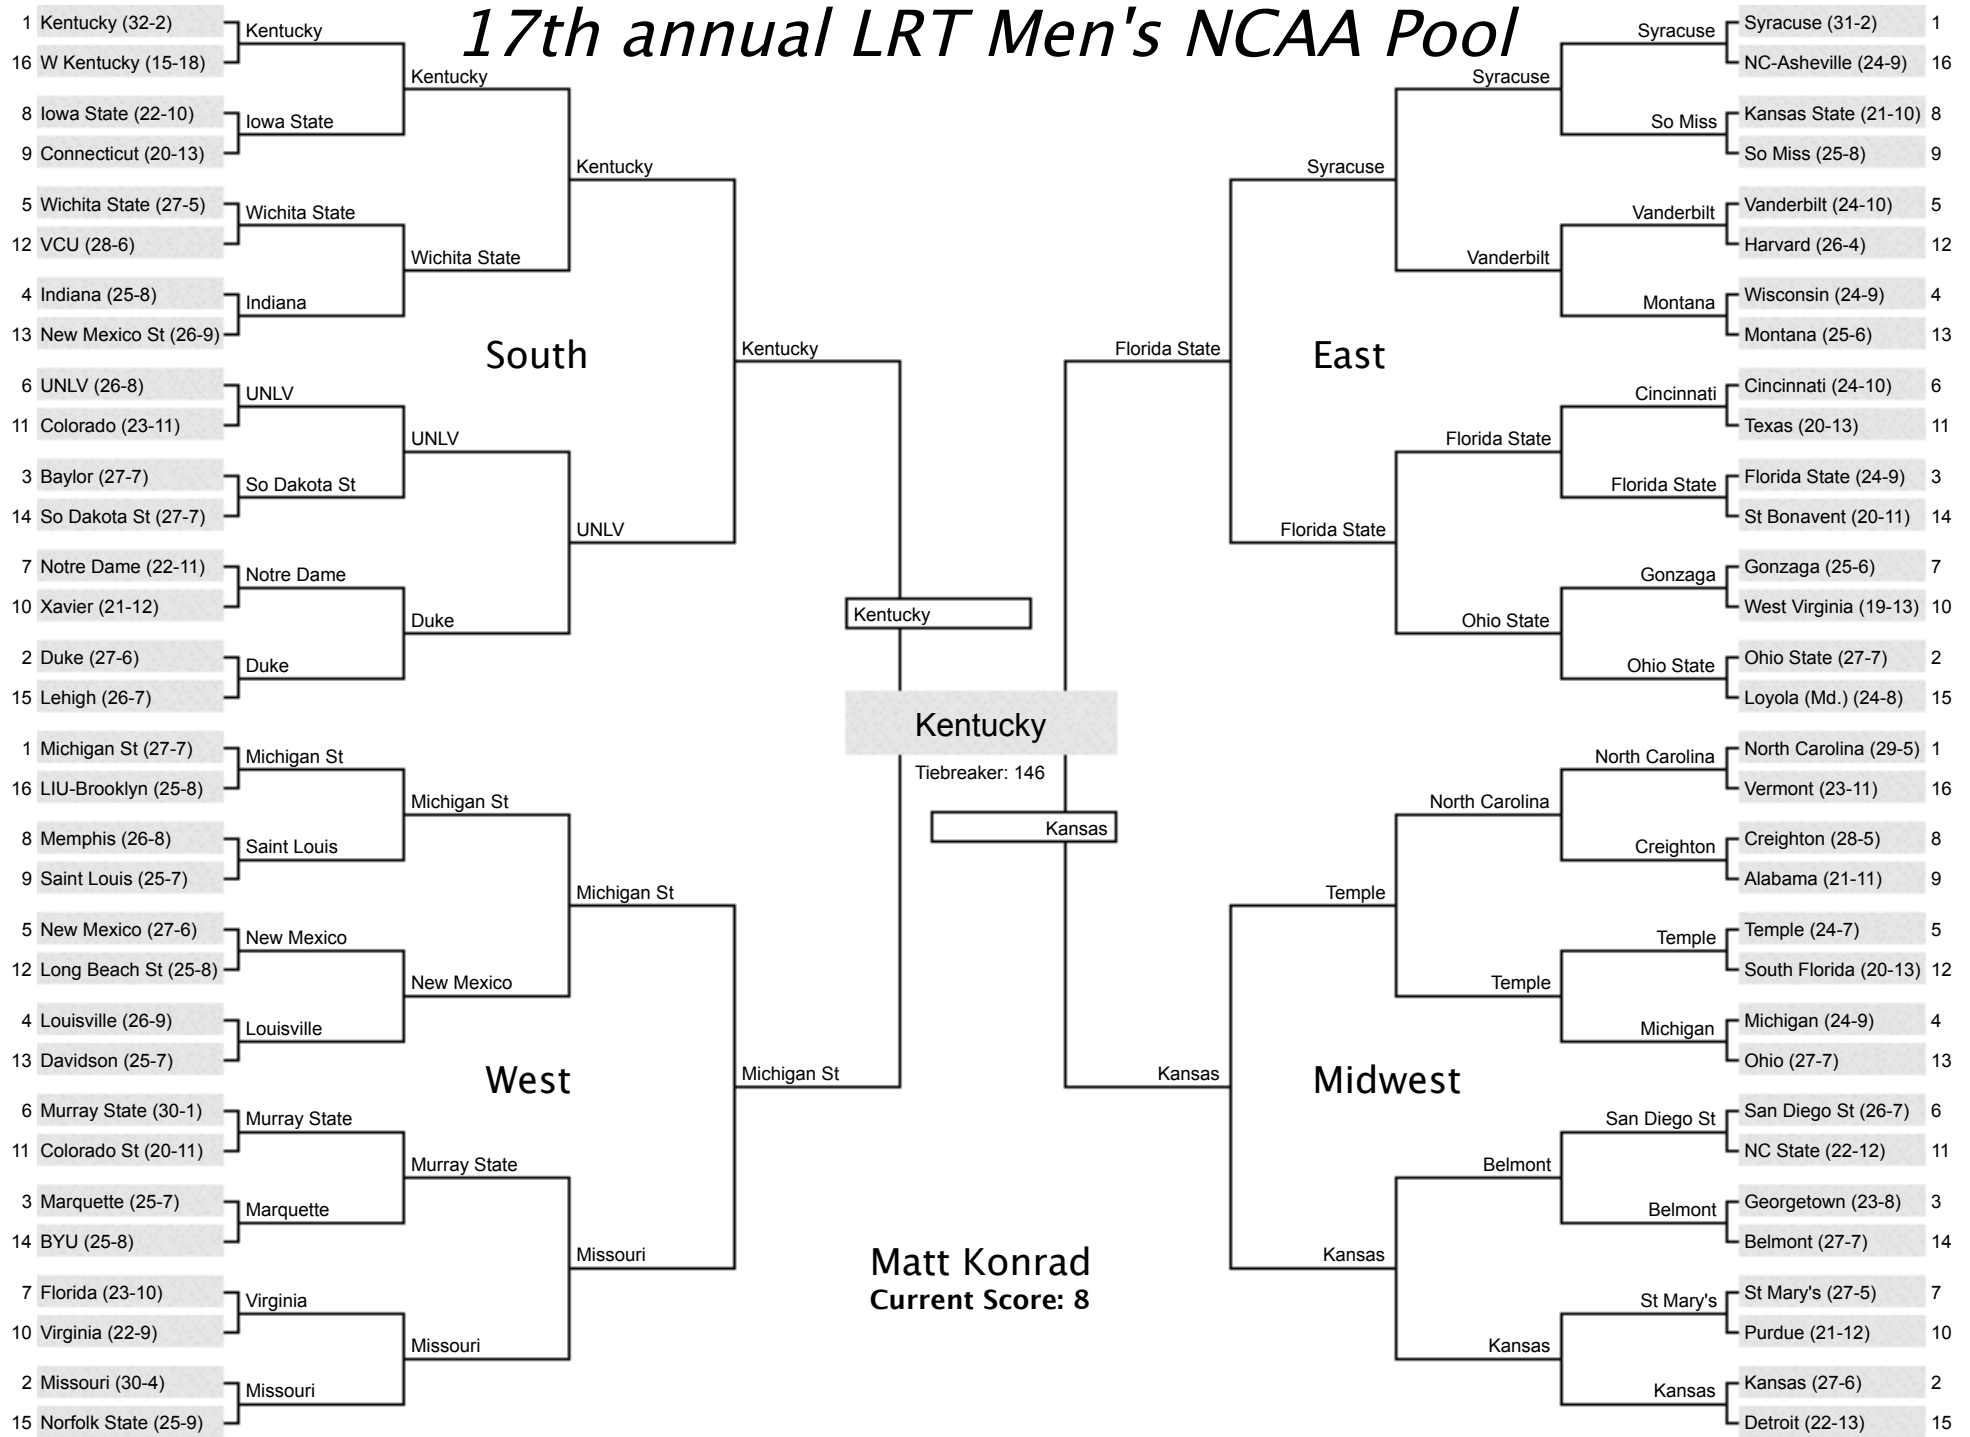 17th annual LRT Men's NCAA Pool
1 Kentucky (32-2)
16 W Kentucky (15-18)
8 Iowa State (22-10)
9 Connecticut (20-13)
5 Wichita State (27-5)
12 VCU (28-6)
4 Indiana (25-8)
13 New Mexico St (26-9)
6 UNLV (26-8)
11 Colorado (23-11)
3 Baylor (27-7)
14 So Dakota St (27-7)
7 Notre Dame (22-11)
10 Xavier (21-12)
2 Duke (27-6)
15 Lehigh (26-7)
Kentucky
Iowa State
Wichita State
Indiana
UNLV
So Dakota St
Notre Dame
Duke
Kentucky
Wichita State
UNLV
Duke
Kentucky
UNLV
Kentucky
South
1 Michigan St (27-7)
16 LIU-Brooklyn (25-8)
8 Memphis (26-8)
9 Saint Louis (25-7)
5 New Mexico (27-6)
12 Long Beach St (25-8)
4 Louisville (26-9)
13 Davidson (25-7)
6 Murray State (30-1)
11 Colorado St (20-11)
3 Marquette (25-7)
14 BYU (25-8)
7 Florida (23-10)
10 Virginia (22-9)
2 Missouri (30-4)
15 Norfolk State (25-9)
Michigan St
Saint Louis
New Mexico
Louisville
Murray State
Marquette
Virginia
Missouri
Michigan St
New Mexico
Murray State
Missouri
Michigan St
Missouri
Michigan St
West
Kentucky
Kentucky
Tiebreaker: 146
Kansas
Matt Konrad
Current Score: 8
Syracuse (31-2) 1
NC-Asheville (24-9) 16
Kansas State (21-10) 8
So Miss (25-8) 9
Vanderbilt (24-10) 5
Harvard (26-4) 12
Wisconsin (24-9) 4
Montana (25-6) 13
Cincinnati (24-10) 6
Texas (20-13) 11
Florida State (24-9) 3
St Bonavent (20-11) 14
Gonzaga (25-6) 7
West Virginia (19-13) 10
Ohio State (27-7) 2
Loyola (Md.) (24-8) 15
Syracuse
So Miss
Vanderbilt
Montana
Cincinnati
Florida State
Gonzaga
Ohio State
Syracuse
Vanderbilt
Florida State
Ohio State
Syracuse
Florida State
Florida State
East
North Carolina (29-5) 1
Vermont (23-11) 16
Creighton (28-5) 8
Alabama (21-11) 9
Temple (24-7) 5
South Florida (20-13) 12
Michigan (24-9) 4
Ohio (27-7) 13
San Diego St (26-7) 6
NC State (22-12) 11
Georgetown (23-8) 3
Belmont (27-7) 14
St Mary's (27-5) 7
Purdue (21-12) 10
Kansas (27-6) 2
Detroit (22-13) 15
North Carolina
Creighton
Temple
Michigan
San Diego St
Belmont
St Mary's
Kansas
North Carolina
Temple
Belmont
Kansas
Temple
Kansas
Kansas
Midwest